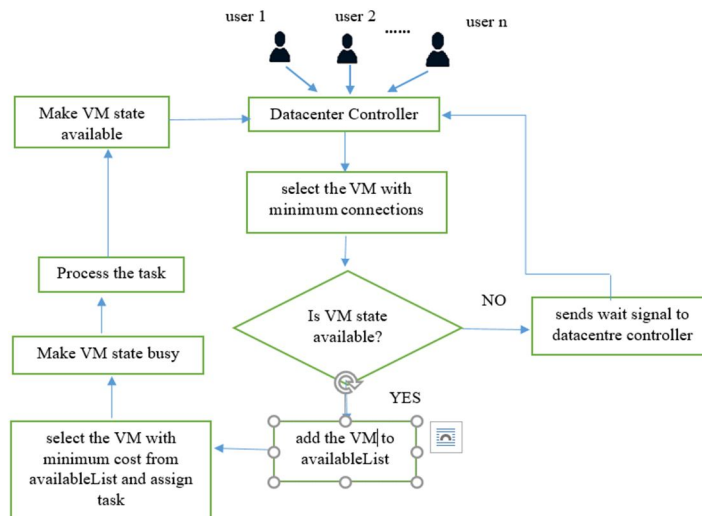 user 1
user 2
......
user n
Make VM state
available
Datacenter Controller
select the VM with
minimum connections
Process the task
Is VM state
available?
NO
sends wait signal to
datacentre controller
Make VM state busy
YES
select the VM with
minimum cost from
availableList and assign
task
add the VM to
availableList